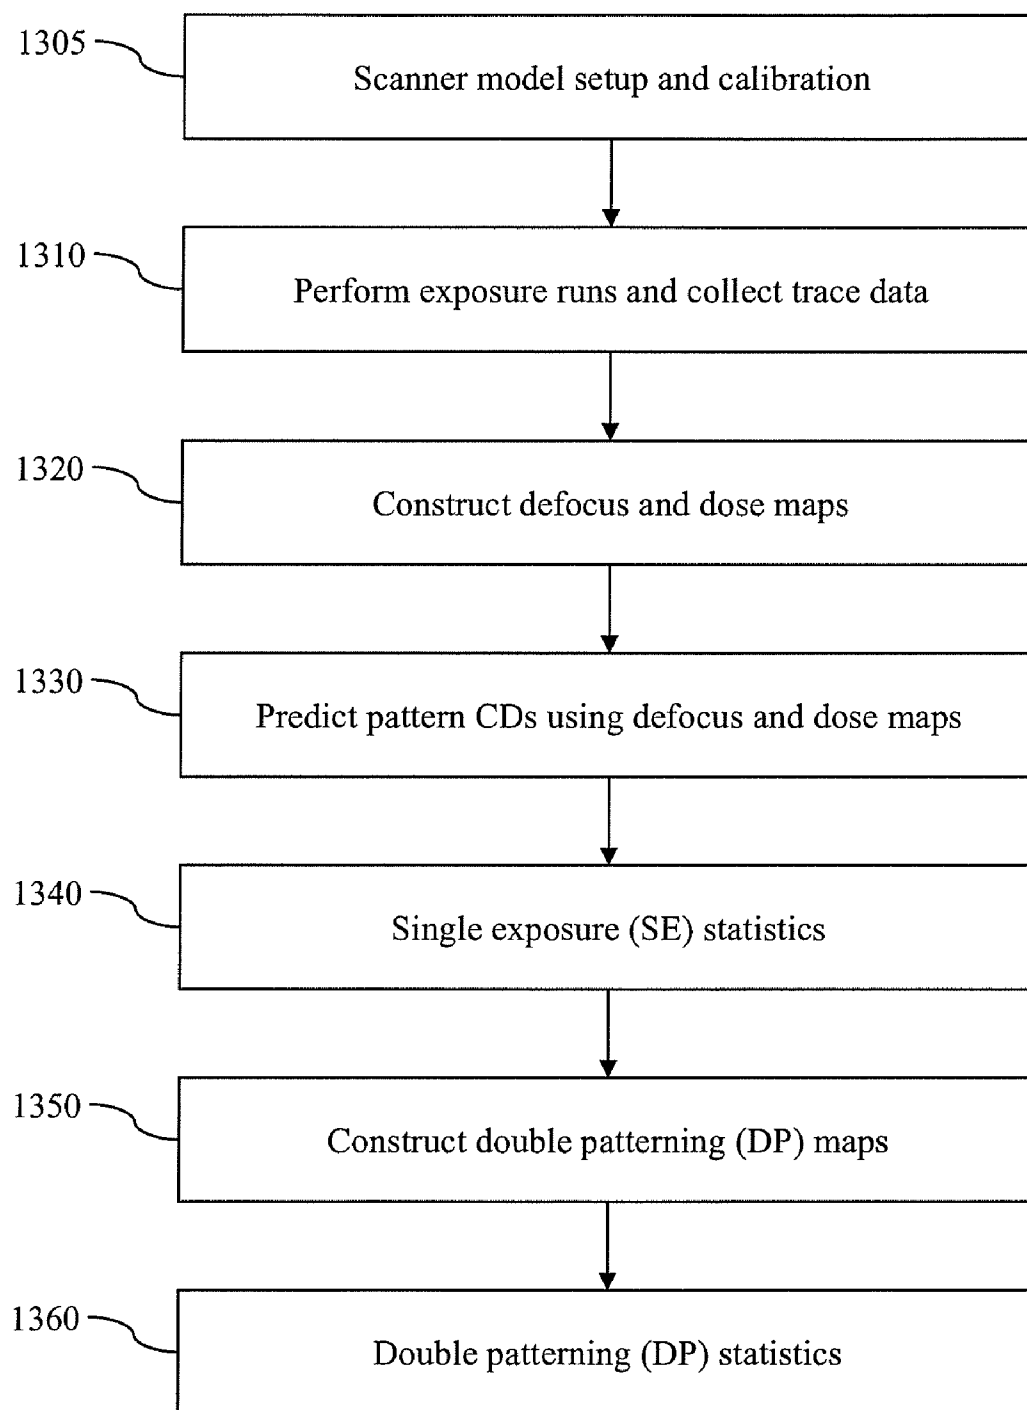 1305
Scanner model setup and calibration
1310
Perform exposure runs and collect trace data
1320
Construct defocus and dose maps
1330
Predict pattern CDs using defocus and dose maps
1340
Single exposure (SE) statistics
1350
Construct double patterning (DP) maps
1360
Double patterning (DP) statistics